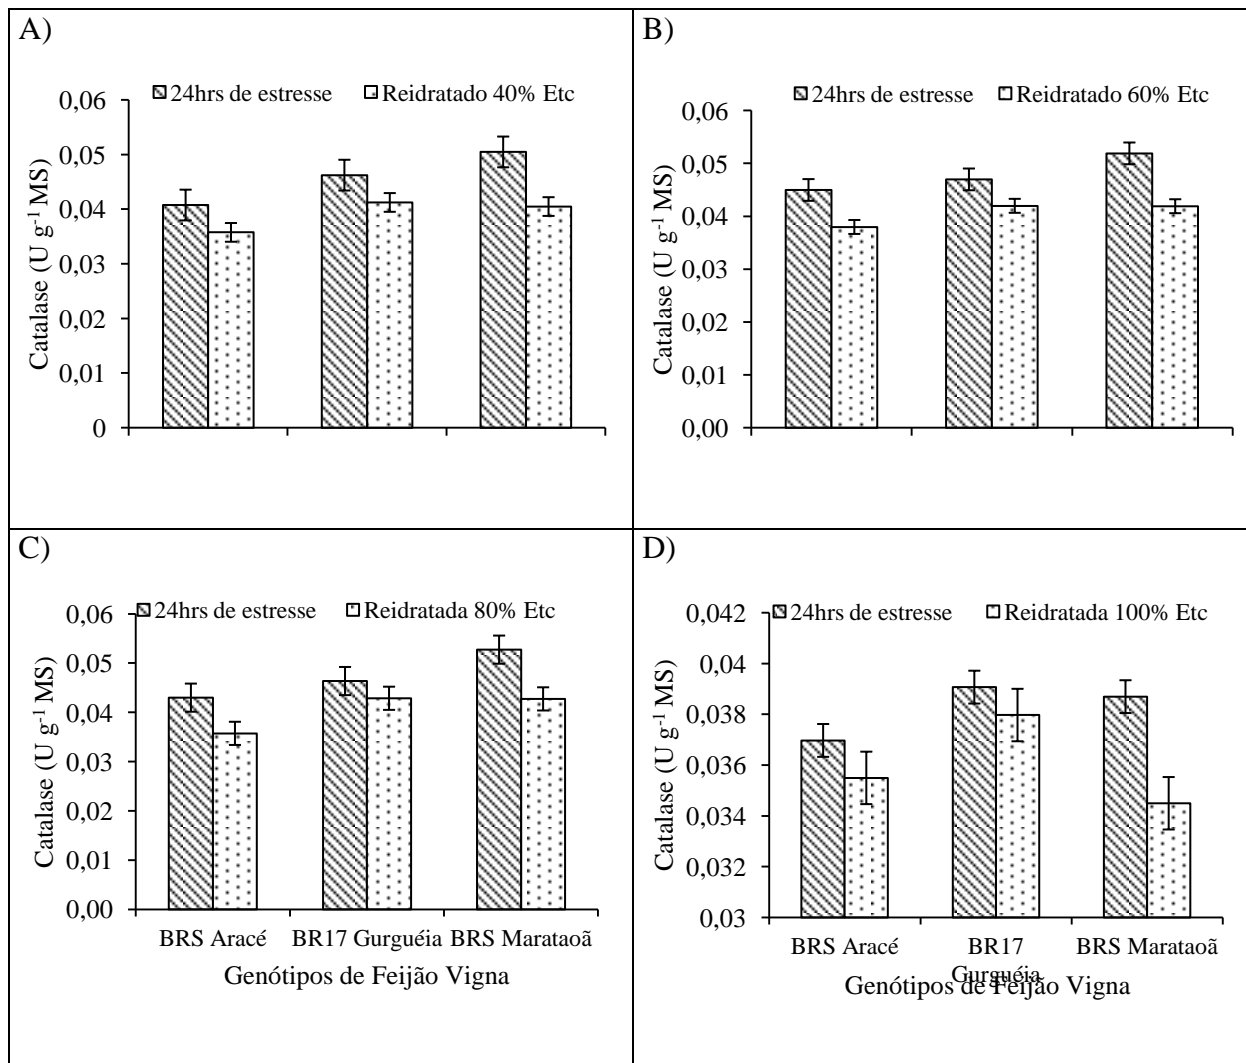 A)
24hrs de estresse Reidratado 40% Etc
Catalase (U g⁻¹ MS)
0,06
0,05
0,04
0,03
0,02
0,01
0
B)
24hrs de estresse Reidratado 60% Etc
Catalase (U g⁻¹ MS)
0,06
0,05
0,04
0,03
0,02
0,01
0,00
C)
24hrs de estresse Reidratada 80% Etc
Catalase (U g⁻¹ MS)
0,06
0,05
0,04
0,03
0,02
0,01
0,00
BRS Aracé BR17 Gurguéia BRS Marataoã
Genótipos de Feijão Vigna
D)
24hrs de estresse Reidratada 100% Etc
Catalase (U g⁻¹ MS)
0,042
0,04
0,038
0,036
0,034
0,032
0,03
BRS Aracé BR17 BRS Marataoã
Gurguéia
Genótipos de Feijão Vigna